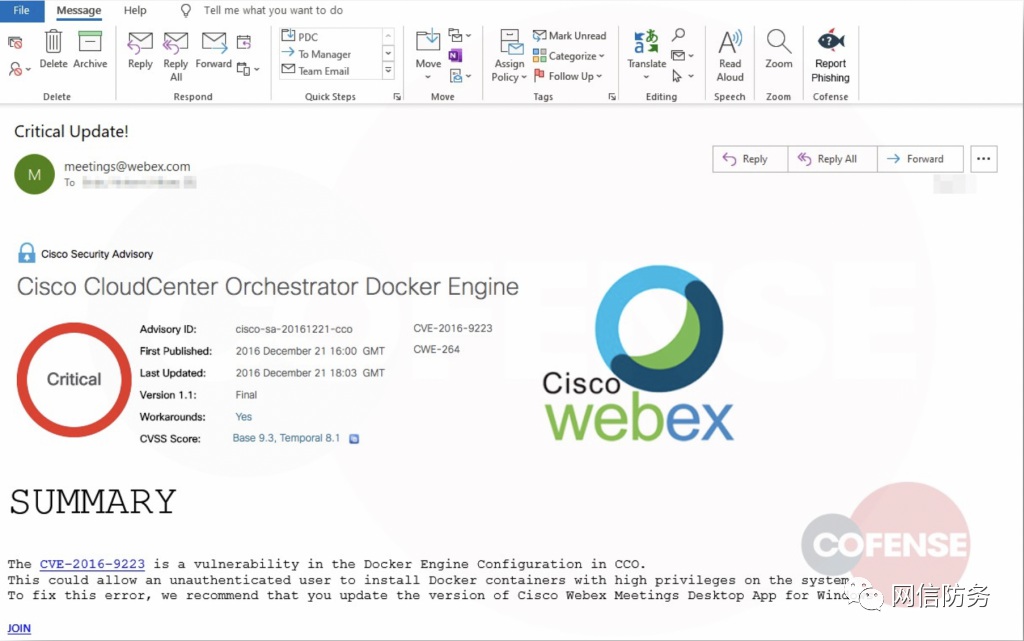 File Message Help Tell me what you want to do
PDC
To Manager
Team Email
Mark Unread
Categorize
Follow Up
Delete Archive Reply Reply All Forward Move Assign Policy Translate Read Aloud Zoom Report Phishing
Delete Respond Quick Steps Move Tags Editing Speech Zoom Cofense
Critical Update!
M
meetings@webex.com
To
Reply Reply All Forward
Cisco Security Advisory
Cisco CloudCenter Orchestrator Docker Engine
Critical
Advisory ID: cisco-sa-20161221-cco CVE-2016-9223
First Published: 2016 December 21 16:00 GMT CWE-264
Last Updated: 2016 December 21 18:03 GMT
Version 1.1: Final
Workarounds: Yes
CVSS Score: Base 9.3, Temporal 8.1
Cisco
webex
SUMMARY
COFENSE
The CVE-2016-9223 is a vulnerability in the Docker Engine Configuration in CCO.
This could allow an unauthenticated user to install Docker containers with high privileges on the system
To fix this error, we recommend that you update the version of Cisco Webex Meetings Desktop App for
网信防务
JOIN